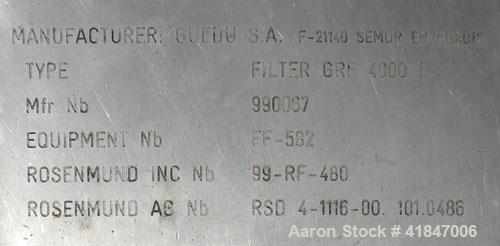 MANUFACTURER: GUEDU S.A. F-21140 SEMUR EN AUXOIS
TYPE FILTER GRF 4000
Mfr Nb 990067
EQUIPMENT Nb FF-562
ROSENMUND INC Nb 99-RF-480
ROSENMUND AG Nb RSD 4-1116-00. 101.0486
Aaron Stock # 41847006